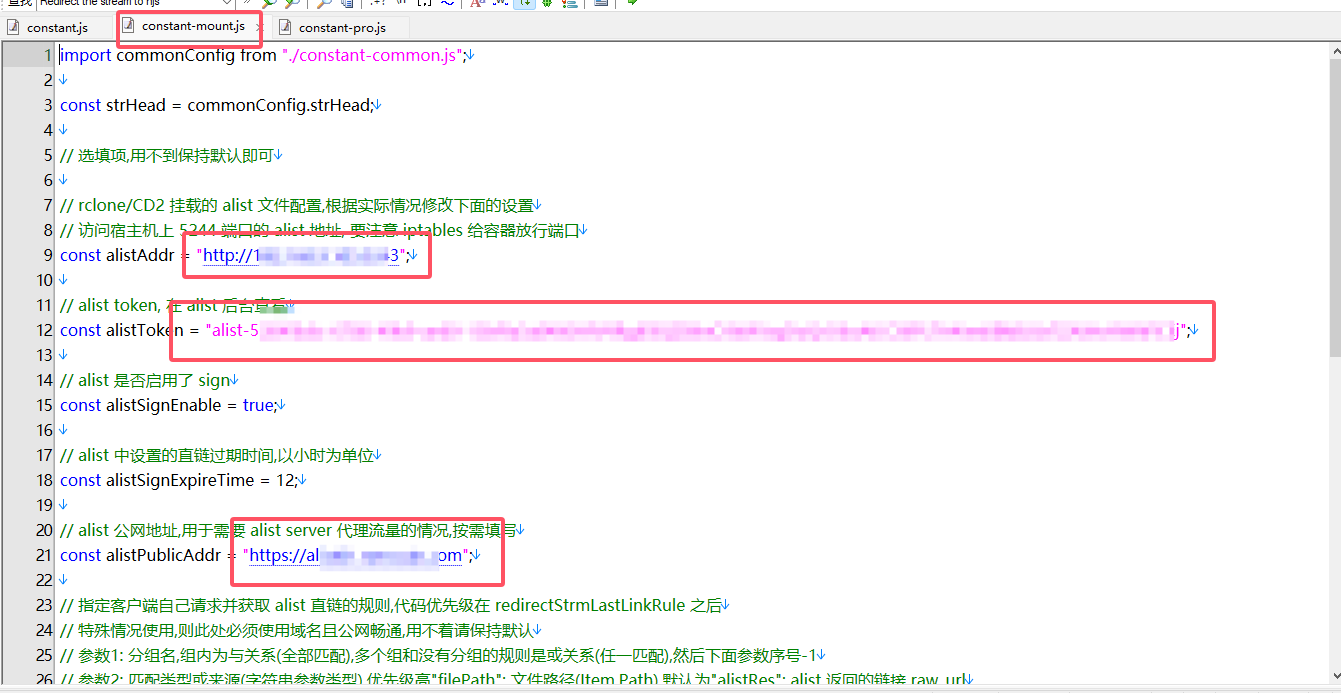 查找 Redirect the stream to njs
constant.js constant-mount.js constant-pro.js
1 import commonConfig from "./constant-common.js";↓
2 ↓
3 const strHead = commonConfig.strHead;↓
4 ↓
5 // 选填项,用不到保持默认即可↓
6 ↓
7 // rclone/CD2 挂载的 alist 文件配置,根据实际情况修改下面的设置↓
8 // 访问宿主机上 5244 端口的 alist 地址, 要注意 iptables 给容器放行端口↓
9 const alistAddr = "http://1 3";↓
10 ↓
11 // alist token, 在 alist 后台查看↓
12 const alistToken = "alist-5 j";↓
13 ↓
14 // alist 是否启用了 sign↓
15 const alistSignEnable = true;↓
16 ↓
17 // alist 中设置的直链过期时间,以小时为单位↓
18 const alistSignExpireTime = 12;↓
19 ↓
20 // alist 公网地址,用于需要 alist server 代理流量的情况,按需填写↓
21 const alistPublicAddr = "https://al om";↓
22 ↓
23 // 指定客户端自己请求并获取 alist 直链的规则,代码优先级在 redirectStrmLastLinkRule 之后↓
24 // 特殊情况使用,则此处必须使用域名且公网畅通,用不着请保持默认↓
25 // 参数1: 分组名,组内为与关系(全部匹配),多个组和没有分组的规则是或关系(任一匹配),然后下面参数序号-1↓
26 // 参数2: 匹配类型或来源(字符串参数类型),优先级高"filePath": 文件路径(Item.Path),默认为"alistRes": alist 返回的链接 raw_url↓